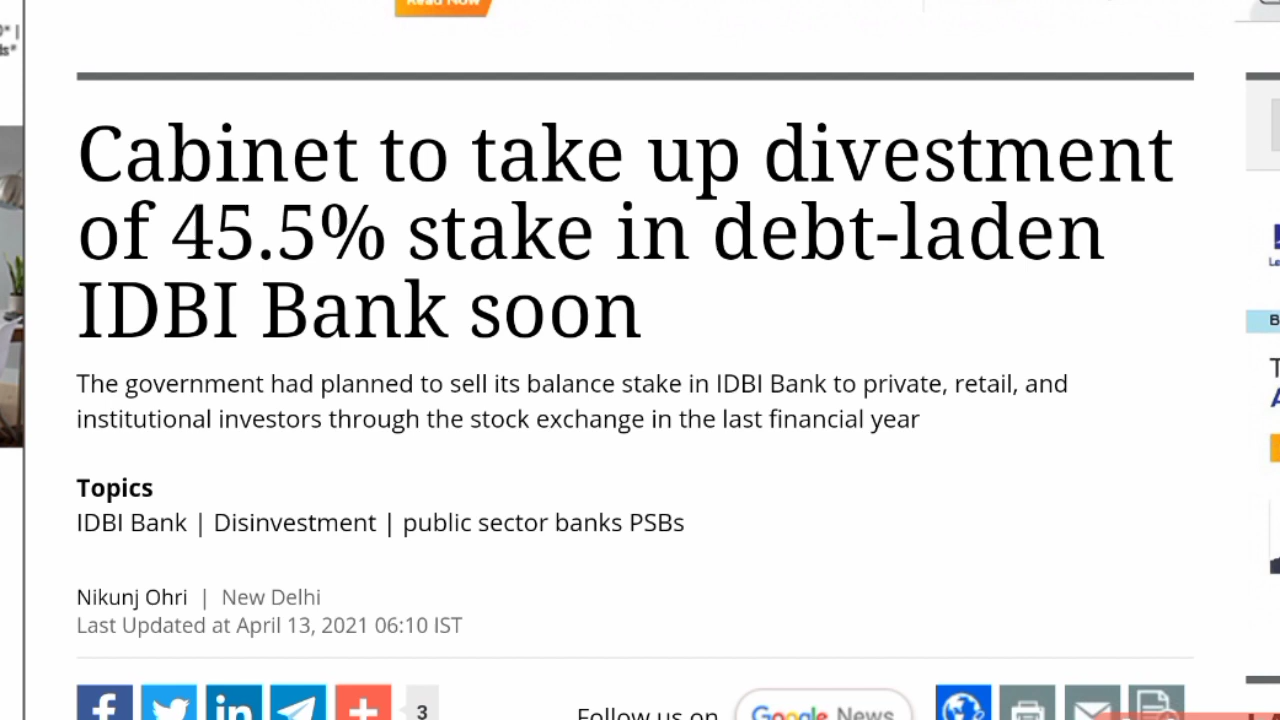 Read Now
Cabinet to take up divestment
of 45.5% stake in debt-laden
IDBI Bank soon
The government had planned to sell its balance stake in IDBI Bank to private, retail, and
institutional investors through the stock exchange in the last financial year
Topics
IDBI Bank | Disinvestment | public sector banks PSBs
Nikunj Ohri | New Delhi
Last Updated at April 13, 2021 06:10 IST
3
Follow us on Google News